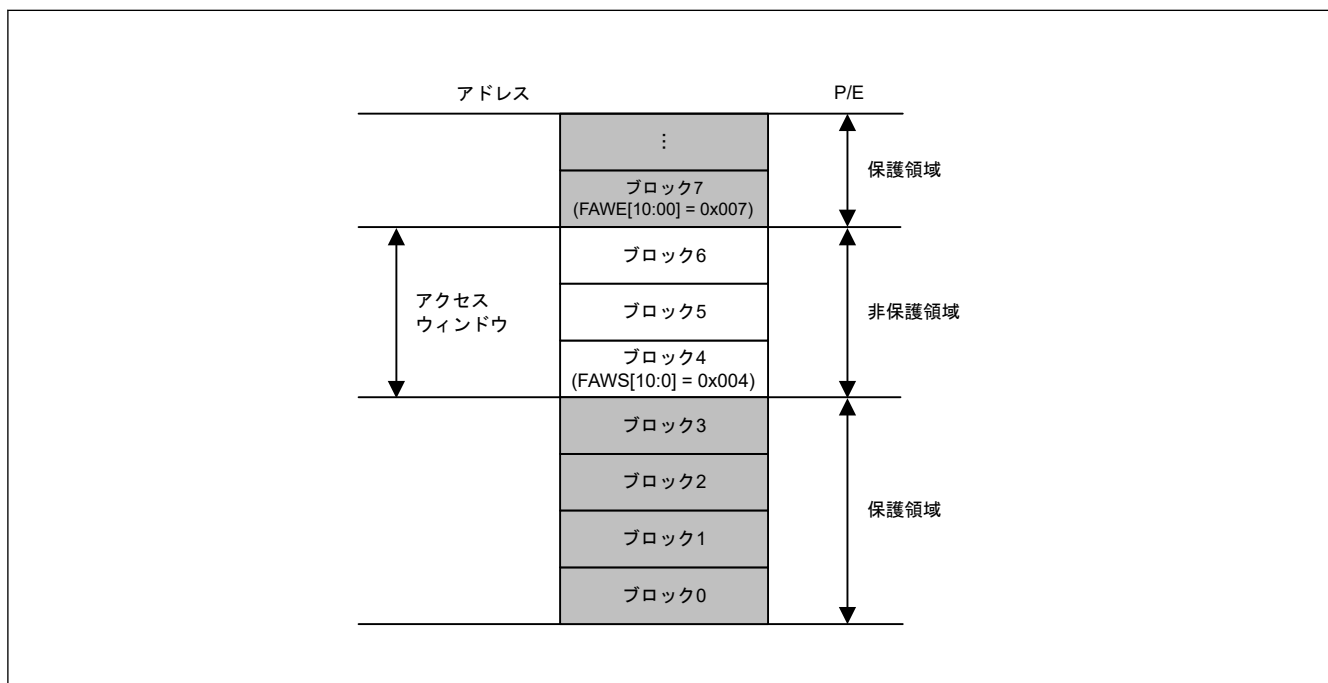 アドレス
P/E
⋮
保護領域
ブロック7
(FAWE[10:00] = 0x007)
ブロック6
アクセス
ウィンドウ
ブロック5
非保護領域
ブロック4
(FAWS[10:0] = 0x004)
ブロック3
ブロック2
保護領域
ブロック1
ブロック0